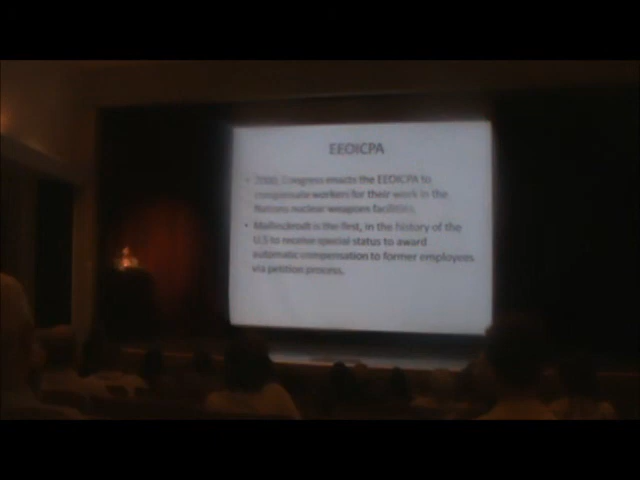 EEOICPA
• 2000, Congress enacts the EEOICPA to
compensate workers for their work in the
Nations nuclear weapons facilities.
• Mallinckrodt is the first, in the history of the
U.S to receive special status to award
automatic compensation to former employees
via petition process.